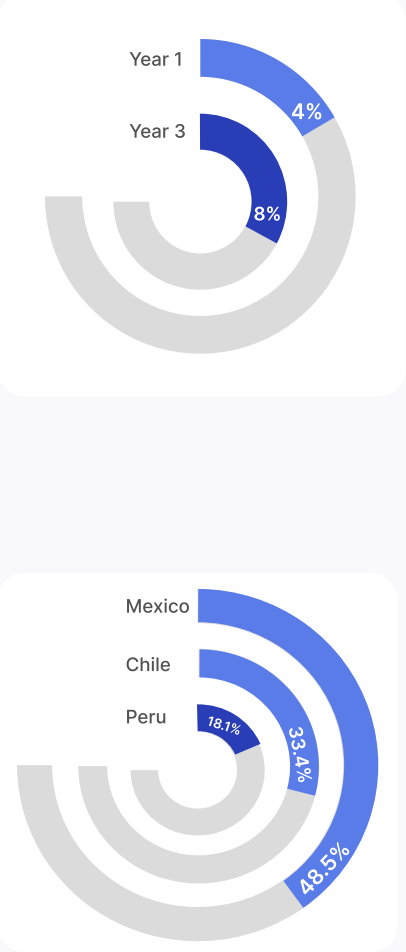 Year 1
4%
Year 3
8%
Mexico
Chile
Peru
18.1%
33.4%
48.5%